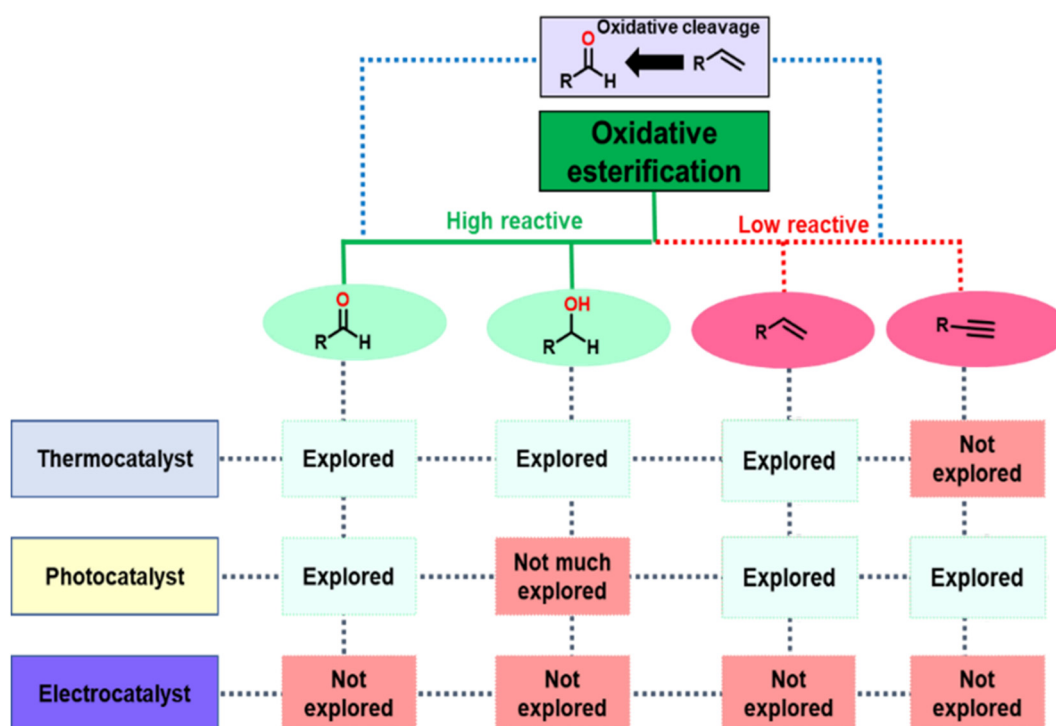 Oxidative cleavage
O
R
H
R
Oxidative
esterification
High reactive
Low reactive
O
R
H
OH
R
H
R
R
Thermocatalyst
Explored
Explored
Explored
Not
explored
Photocatalyst
Explored
Not much
explored
Explored
Explored
Electrocatalyst
Not
explored
Not
explored
Not
explored
Not
explored